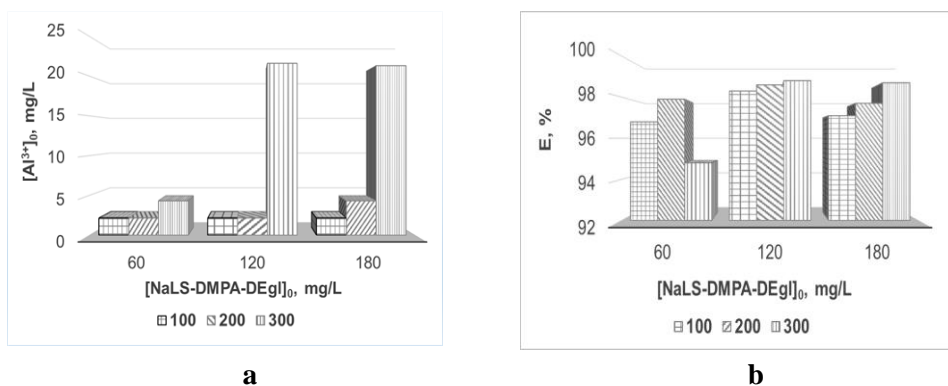 25
20
15
10
5
0
[Al³⁺]₀, mg/L
60 120 180
[NaLS-DMPA-DEgl]₀, mg/L
100 200 300
a
100
98
96
94
92
E, %
60 120 180
[NaLS-DMPA-DEgl]₀, mg/L
100 200 300
b